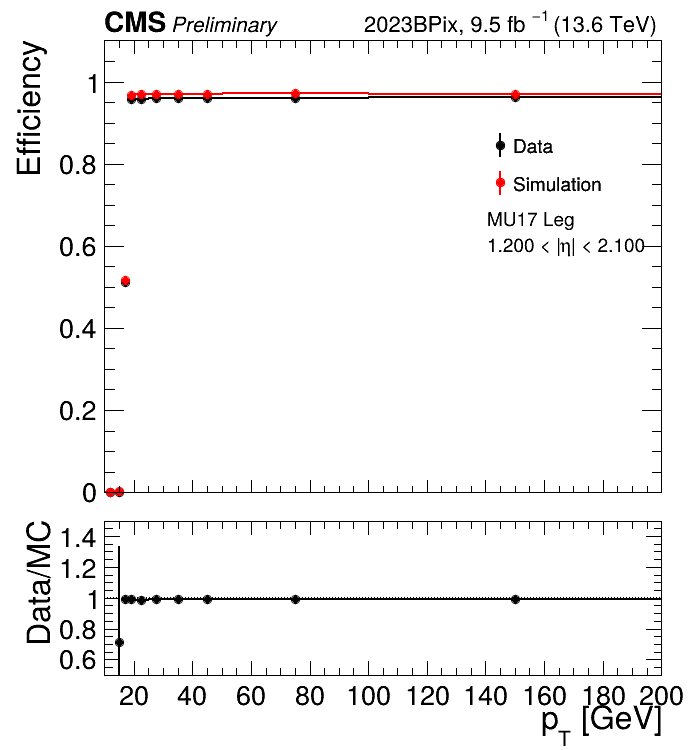 CMS Preliminary 2023BPix, 9.5 fb ⁻¹ (13.6 TeV)
Efficiency
1
0.8
0.6
0.4
0.2
0
Data
Simulation
MU17 Leg
1.200 < |η| < 2.100
Data/MC
1.4
1.2
1
0.8
0.6
20 40 60 80 100 120 140 160 180 200
p_T [GeV]